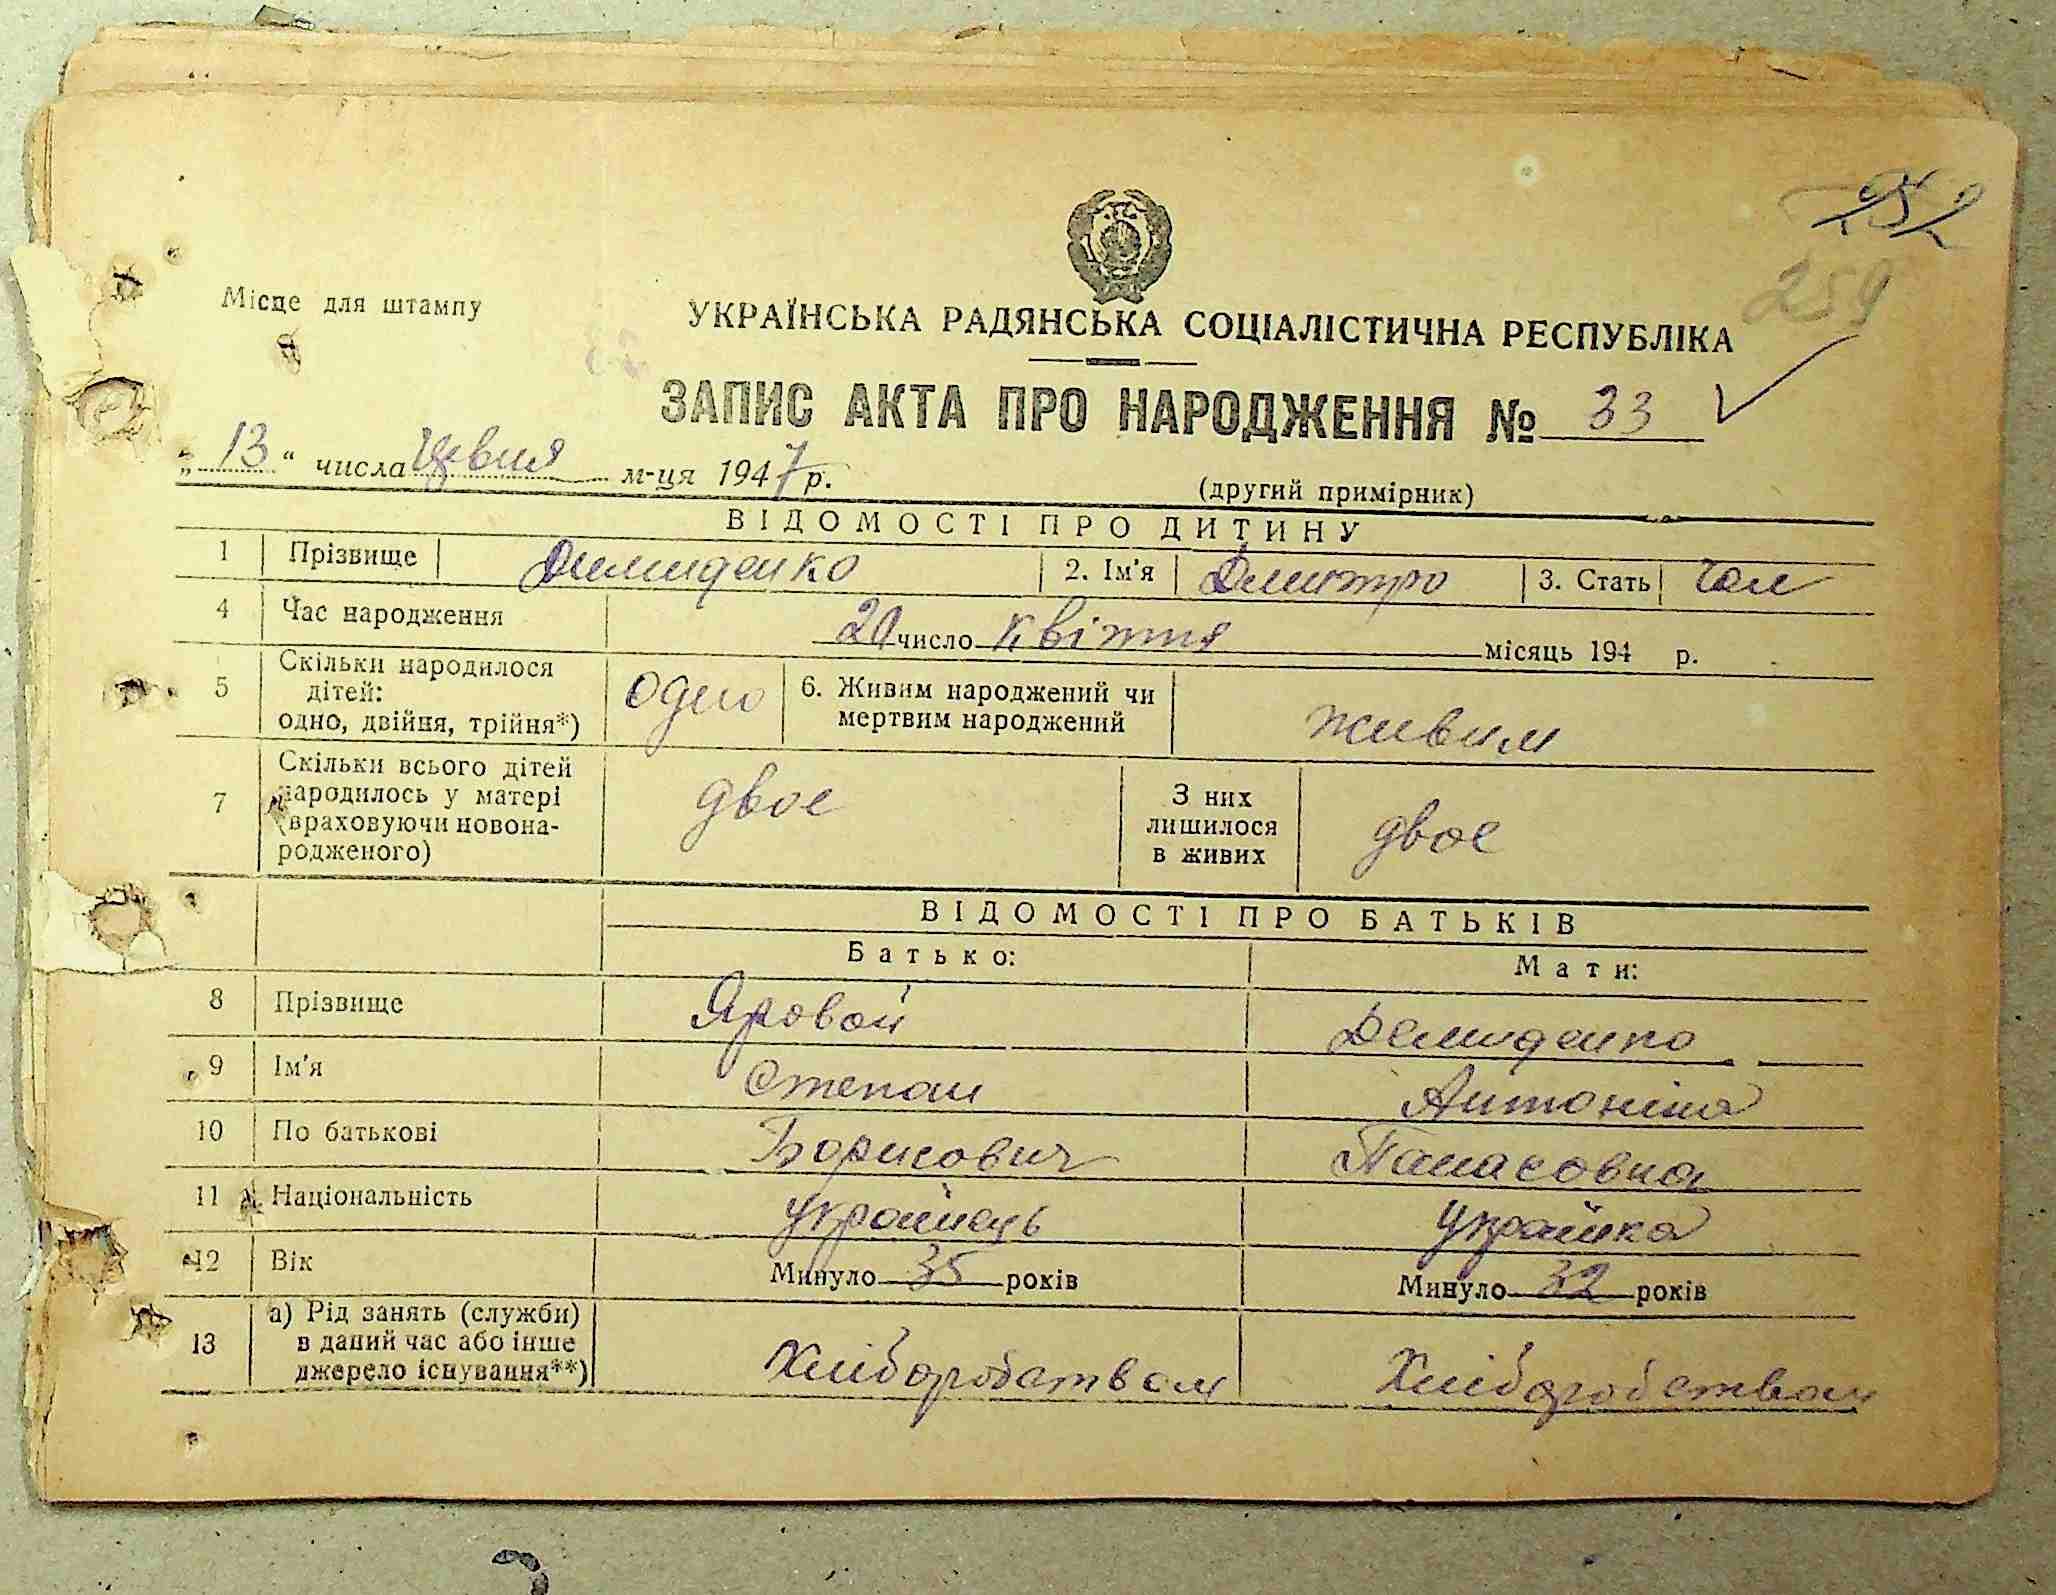 252
259
Місце для штампу
УКРАЇНСЬКА РАДЯНСЬКА СОЦІАЛІСТИЧНА РЕСПУБЛІКА
ЗАПИС АКТА ПРО НАРОДЖЕННЯ № 33
„13“ числа м-ця 1947 р.
(другий примірник)
ВІДОМОСТІ ПРО ДИТИНУ
1 Прізвище Демиденко 2. Ім'я Дмитро 3. Стать Чол
4 Час народження число квітня місяць 194 р.
5 Скільки народилося дітей: одно, двійня, трійня*) одно 6. Живим народжений чи мертвим народжений живим
7 Скільки всього дітей народилось у матері (враховуючи новонародженого) двое З них лишилося в живих двое
ВІДОМОСТІ ПРО БАТЬКІВ
Батько: Мати:
8 Прізвище Яровой Демиденко
9 Ім'я Степан Антоніна
10 По батькові Борисович Панасовна
11 Національність українець українка
12 Вік Минуло 35 років Минуло 32 років
13 а) Рід занять (служби) в даний час або інше джерело існування**) Хліборобством Хліборобством